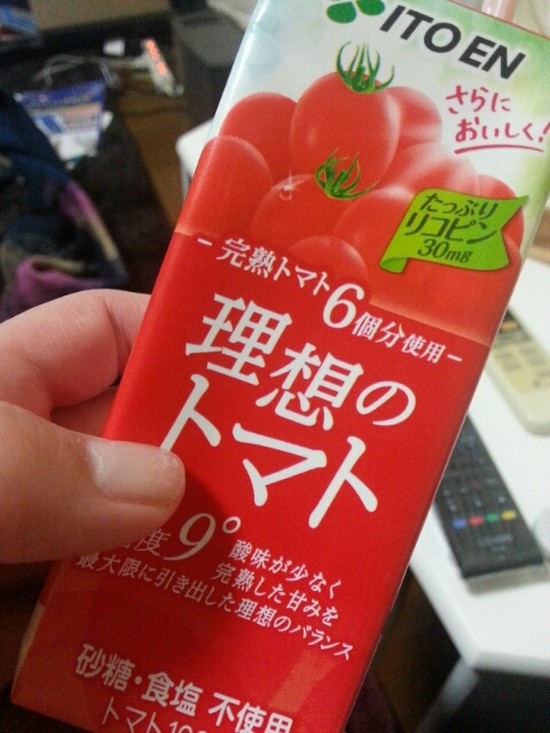 ITO EN
さらに
おいしく!
たっぷり
リコピン
30mg
完熟トマト6個分使用
理想の
トマト
度9°
酸味が少なく
完熟した甘みを
最大限に引き出した理想のバランス
砂糖・食塩 不使用
トマト